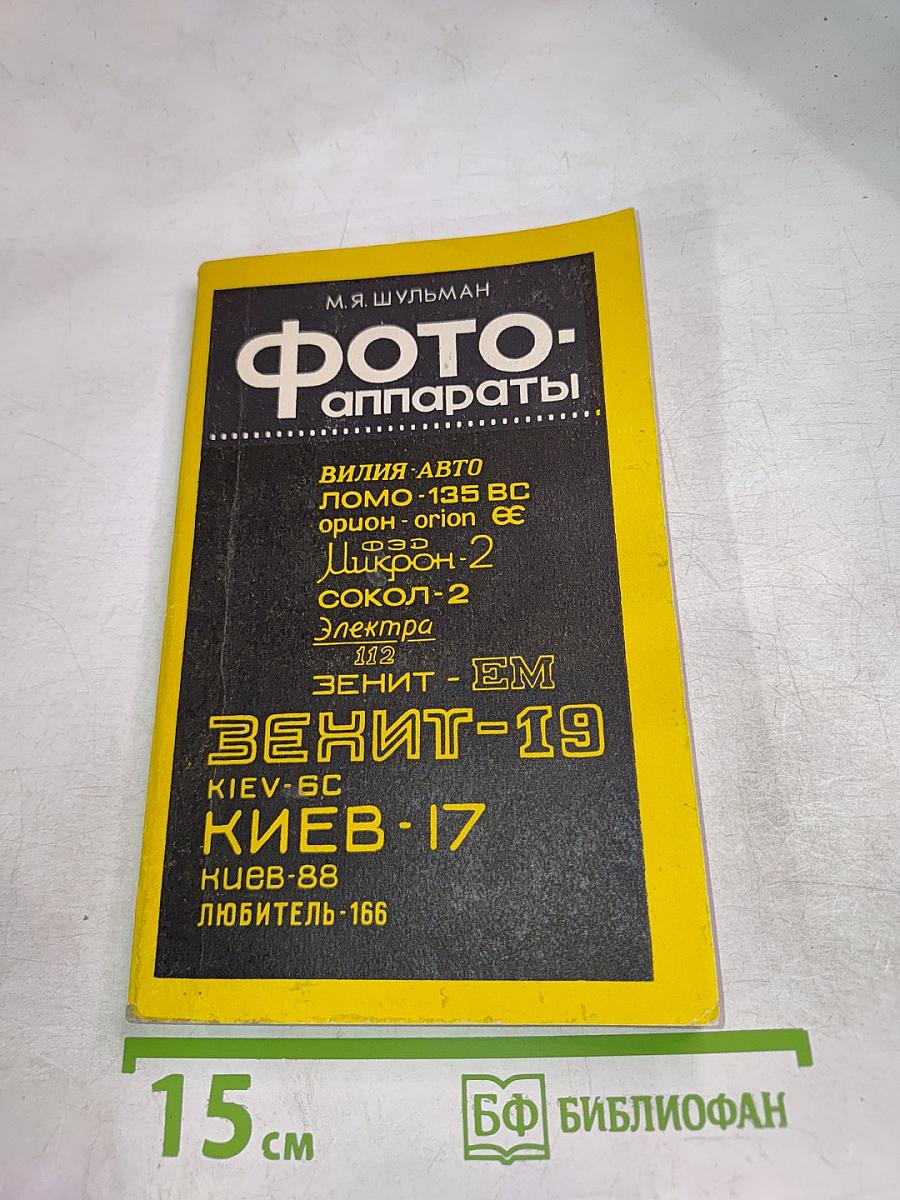 М.Я. ШУЛЬМАН
ФОТО-
аппараты
ВИЛИЯ-АВТО
ЛОМО-135 ВС
орион - orion ЄЄ
ФЭД
Микрон-2
СОКОЛ-2
Электра
112
ЗЕНИТ - ЕМ
ЗЕНИТ-19
KIEV-6C
КИЕВ-17
Киев-88
ЛЮБИТЕЛЬ-166
15 см
БФ БИБЛИОФАН